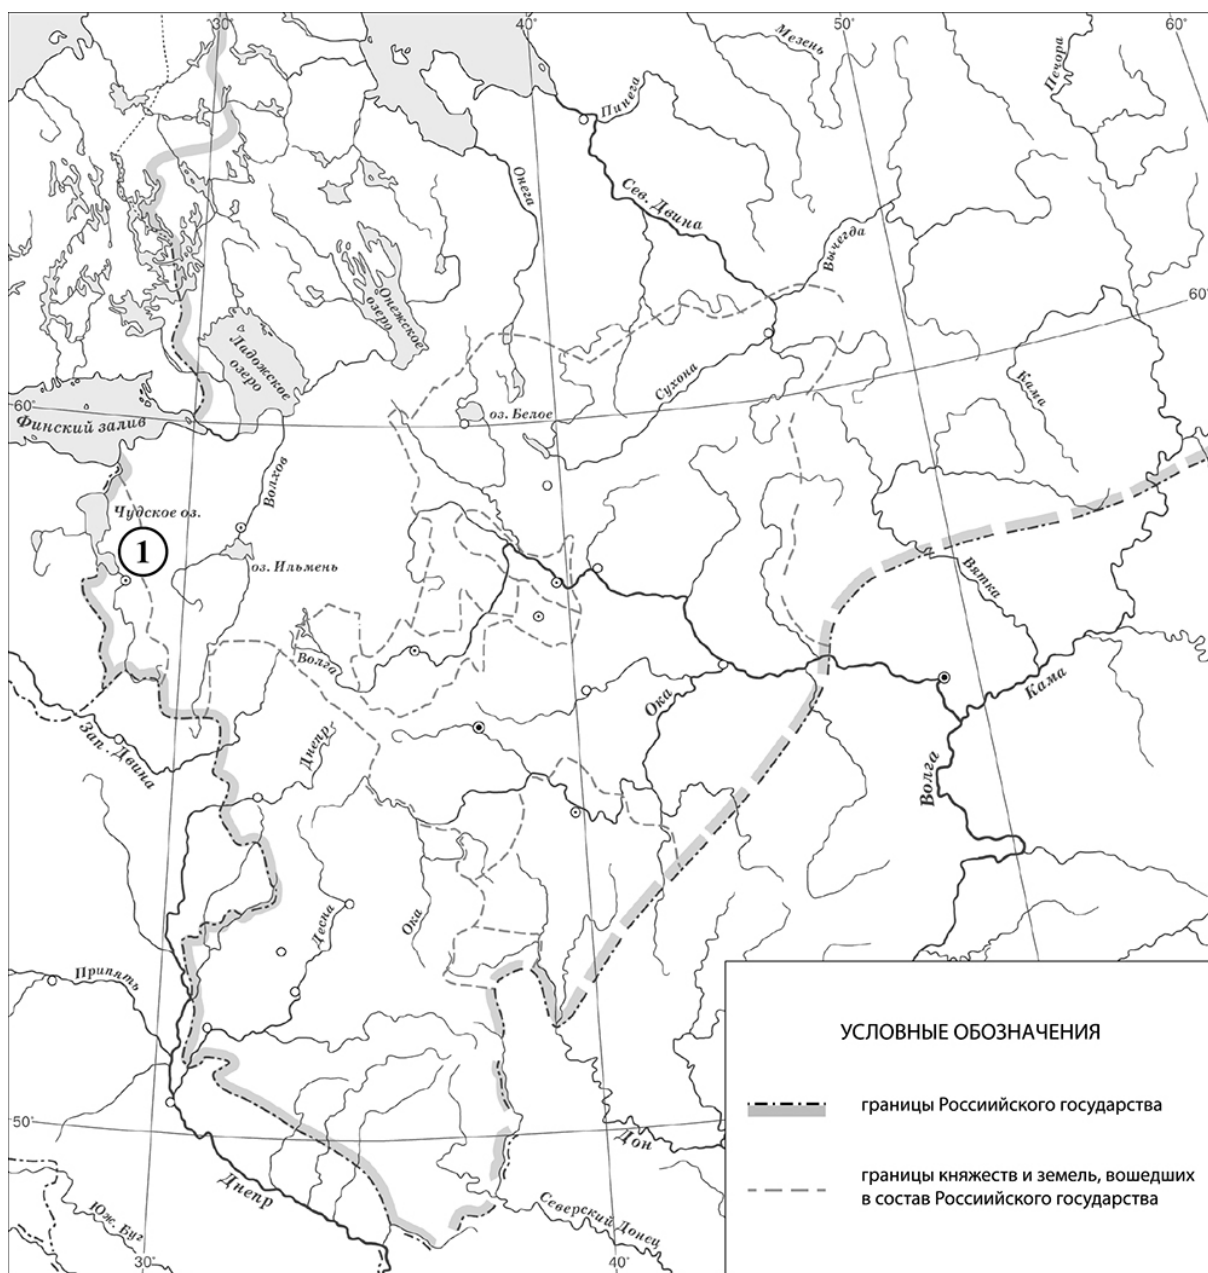 30°
40°
50°
60°
Мезень
Печора
Пинега
Онега
Сев. Двина
Вычегда
Онежское
озеро
60°
Ладожское
озеро
Сухона
Кама
60°
оз. Белое
Финский залив
Волхов
Чудское оз.
1
оз. Ильмень
Вятка
Волга
Ока
Кама
Зап. Двина
Днепр
Волга
Ока
Десна
Припять
УСЛОВНЫЕ ОБОЗНАЧЕНИЯ
границы Россиийского государства
50°
Дон
границы княжеств и земель, вошедших
в состав Россиийского государства
Днепр
Юж. Буг
Северский Донец
30°
40°